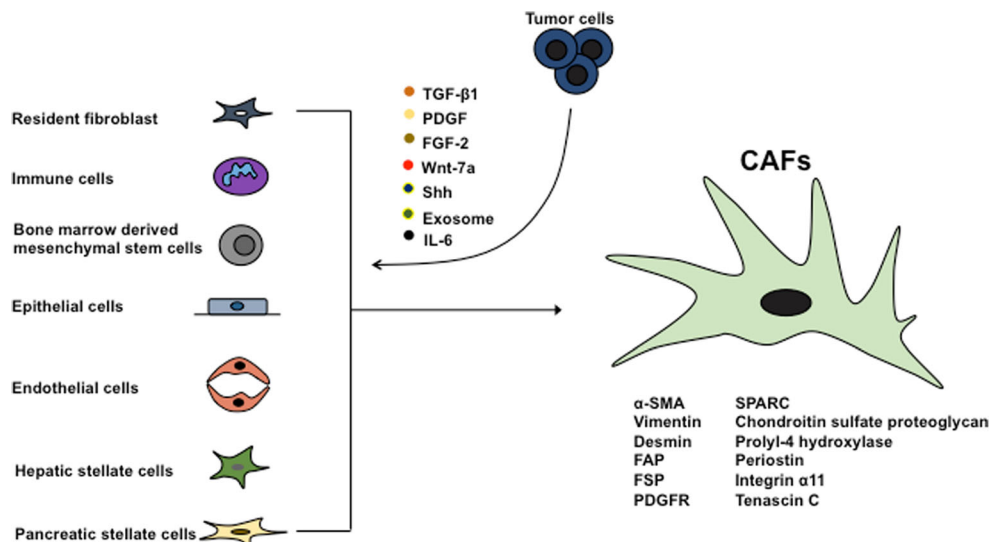 Tumor cells
TGF-β1
PDGF
FGF-2
Wnt-7a
Shh
Exosome
IL-6
Resident fibroblast
Immune cells
Bone marrow derived
mesenchymal stem cells
Epithelial cells
Endothelial cells
Hepatic stellate cells
Pancreatic stellate cells
CAFs
α-SMA SPARC
Vimentin Chondroitin sulfate proteoglycan
Desmin Prolyl-4 hydroxylase
FAP Periostin
FSP Integrin α11
PDGFR Tenascin C